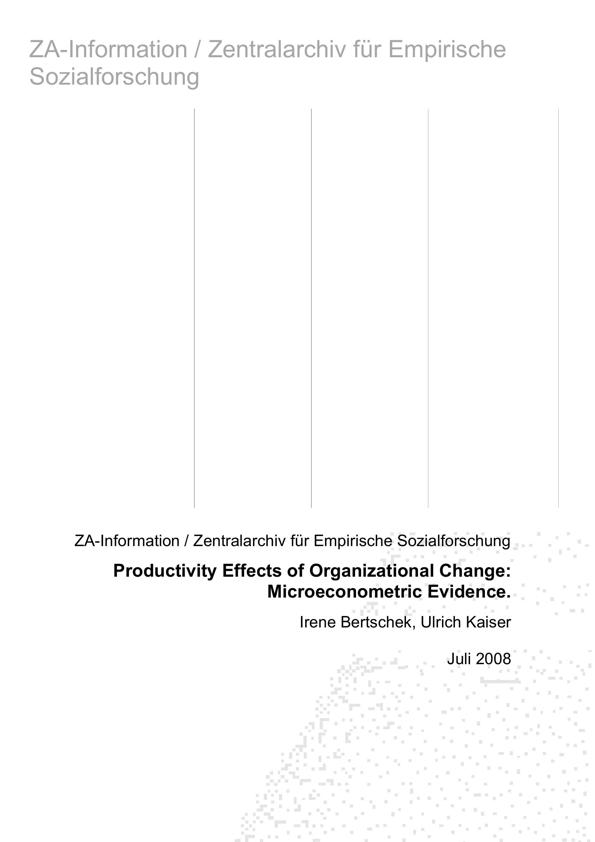 ZA-Information / Zentralarchiv für Empirische
Sozialforschung
ZA-Information / Zentralarchiv für Empirische Sozialforschung
Productivity Effects of Organizational Change:
Microeconometric Evidence.
Irene Bertschek, Ulrich Kaiser
Juli 2008